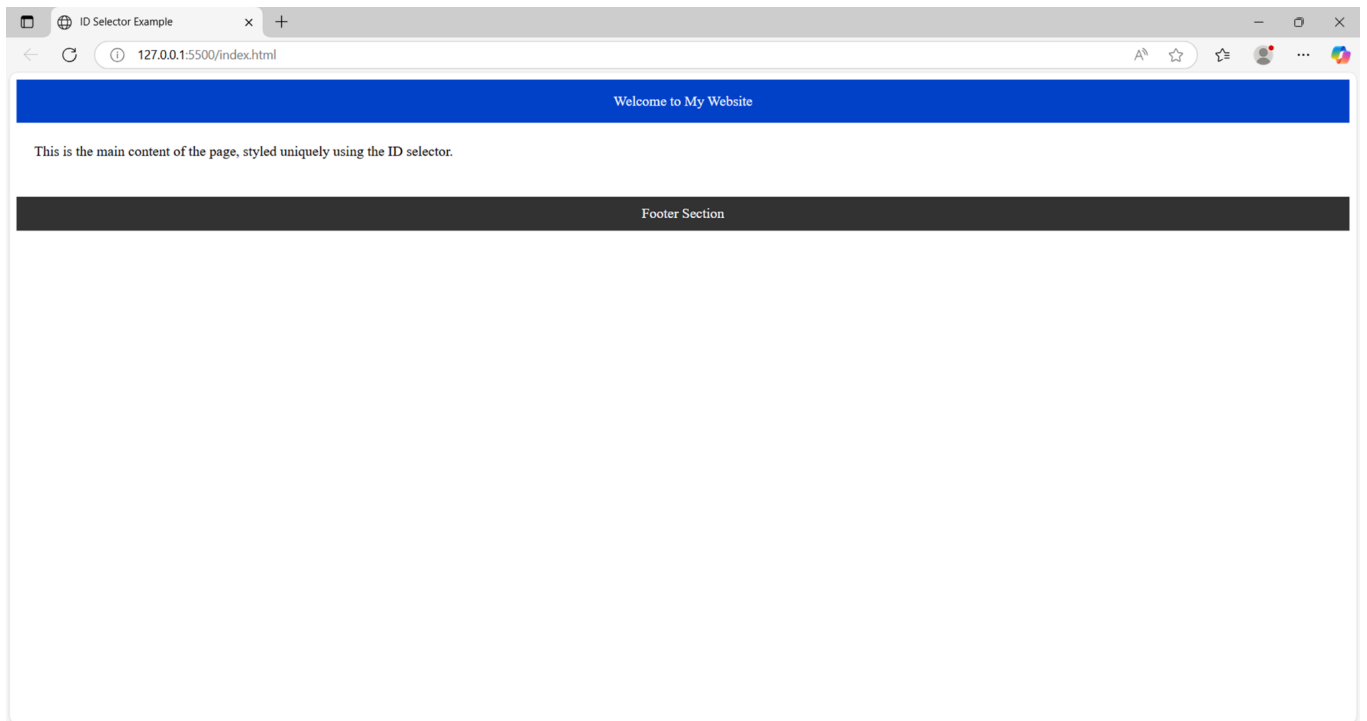 ID Selector Example
127.0.0.1:5500/index.html
Welcome to My Website
This is the main content of the page, styled uniquely using the ID selector.
Footer Section